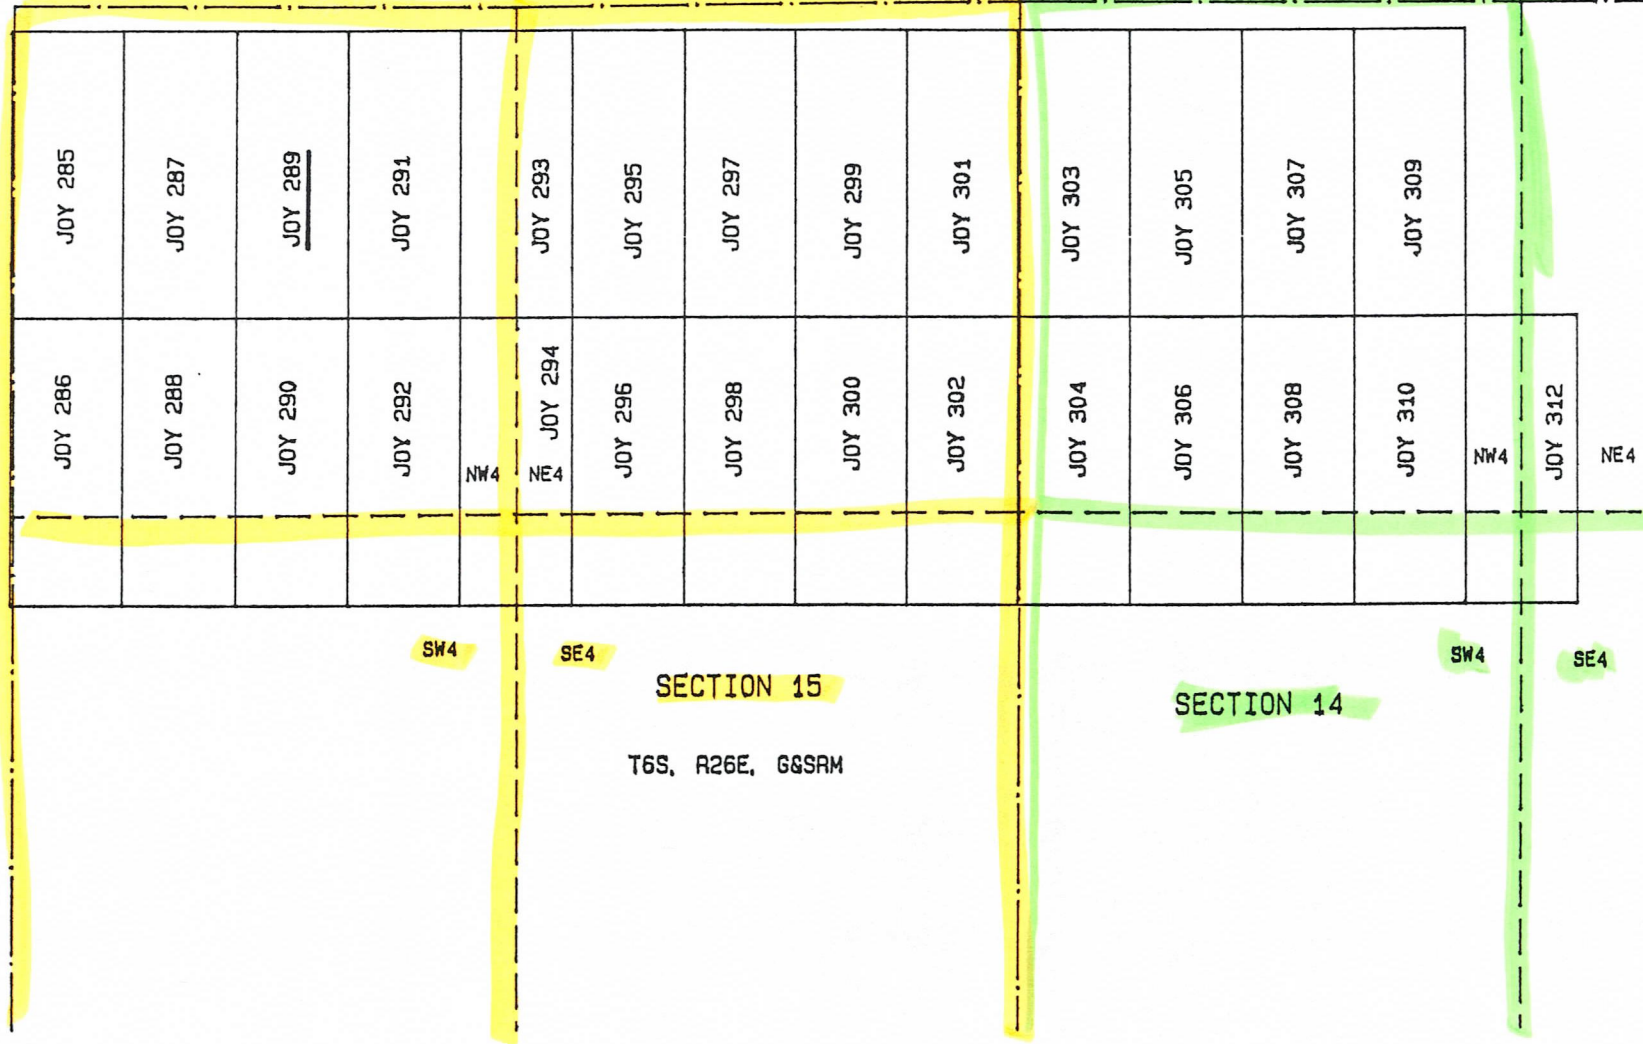 JOY 285
JOY 287
JOY 289
JOY 291
JOY 293
JOY 295
JOY 297
JOY 299
JOY 301
JOY 303
JOY 305
JOY 307
JOY 309
JOY 286
JOY 288
JOY 290
JOY 292
NW4
NE4
JOY 294
JOY 296
JOY 298
JOY 300
JOY 302
JOY 304
JOY 306
JOY 308
JOY 310
NW4
JOY 312
NE4
SW4
SE4
SECTION 15
SW4
SE4
SECTION 14
T6S, R26E, G&SRM